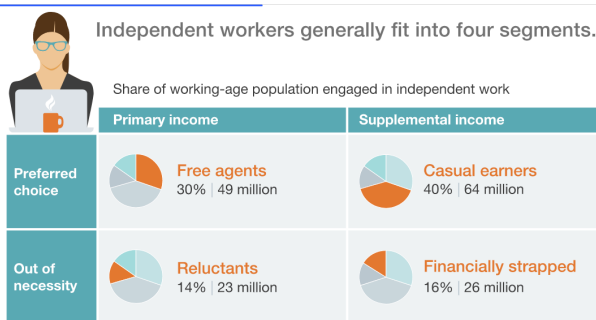 Independent workers generally fit into four segments.
Share of working-age population engaged in independent work
Primary income
Supplemental income
Preferred
choice
Free agents
30% | 49 million
Casual earners
40% | 64 million
Out of
necessity
Reluctants
14% | 23 million
Financially strapped
16% | 26 million